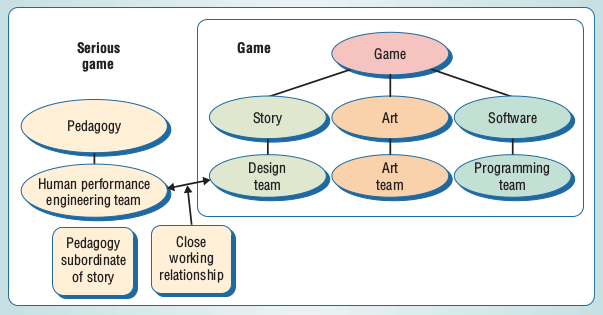 Serious
game
Game
Game
Pedagogy
Story
Art
Software
Human performance
engineering team
Design
team
Art
team
Programming
team
Pedagogy
subordinate
of story
Close
working
relationship